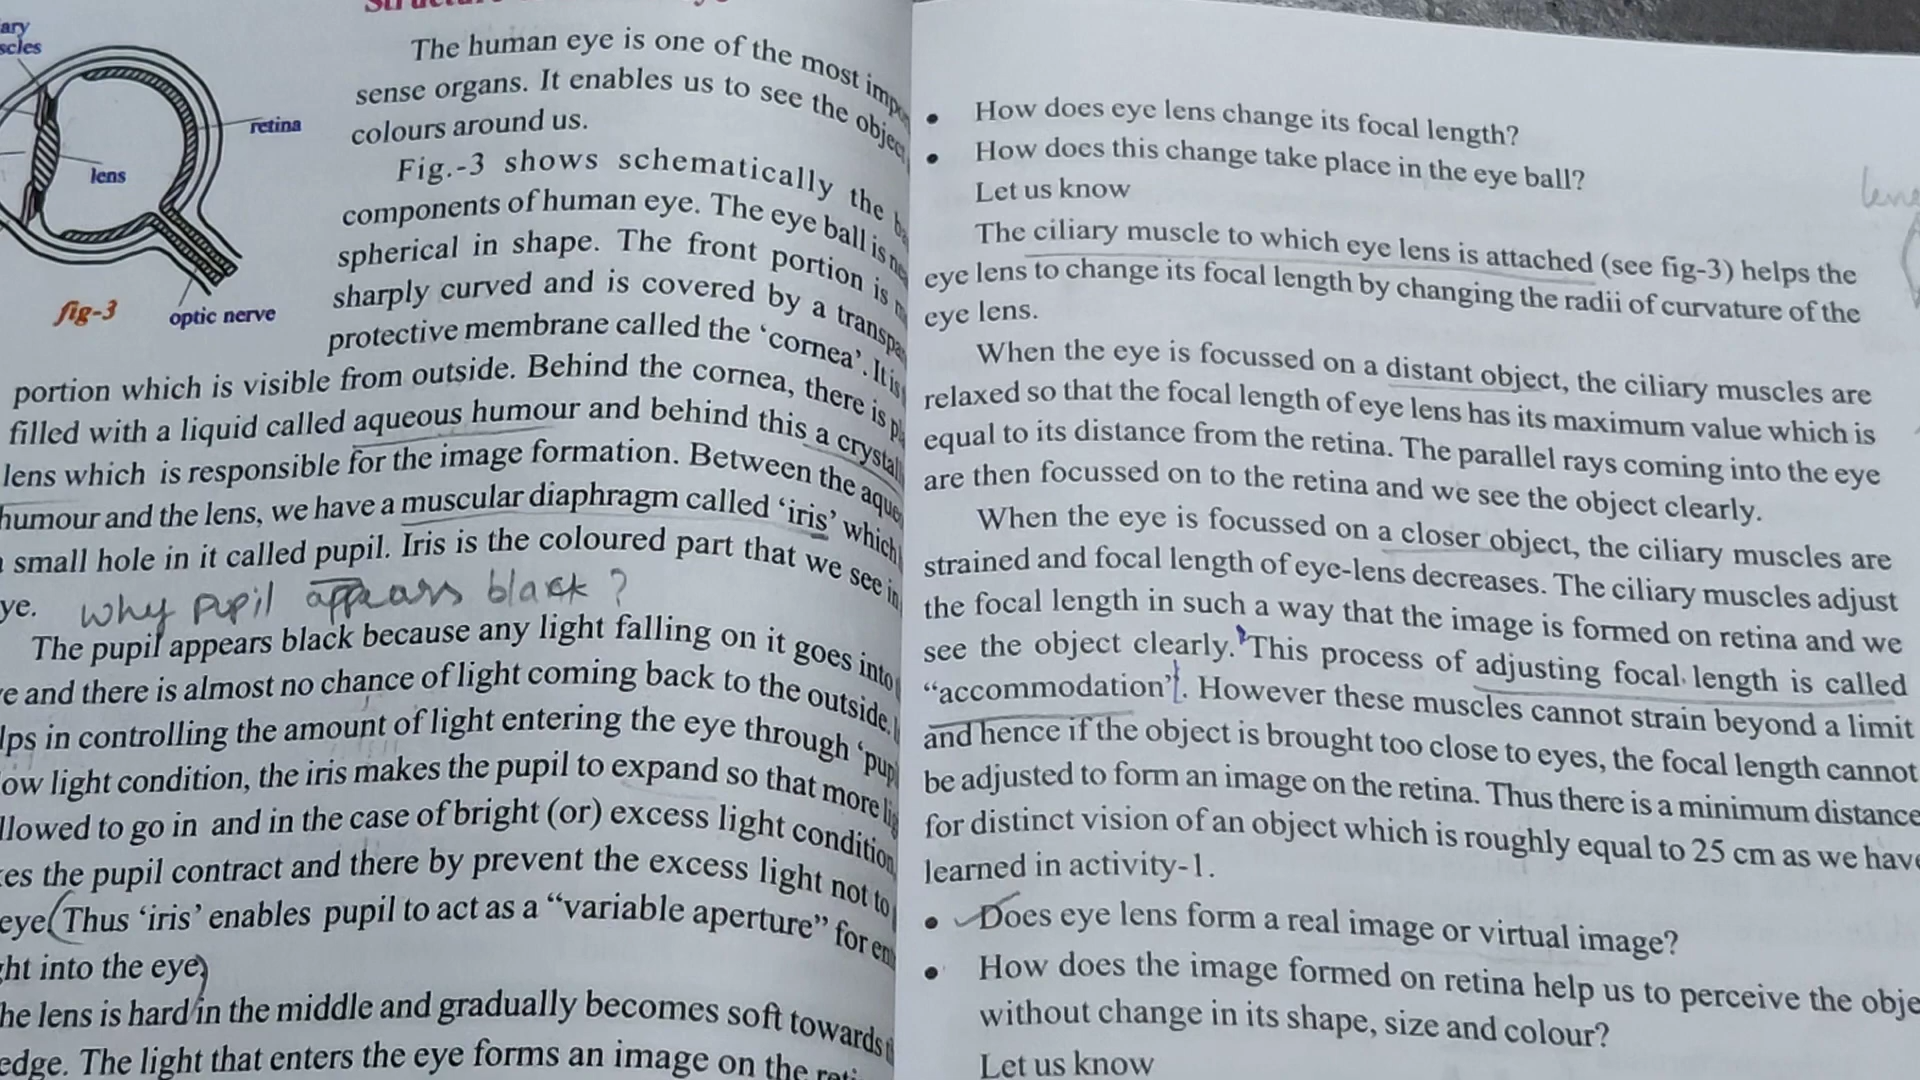 ary
scles
retina
lens
fig-3
optic nerve
The human eye is one of the most
sense organs. It enables us to see the
colours around us.
Fig.-3 shows schematically the
components of human eye. The eye ball is
spherical in shape. The front portion is
sharply curved and is covered by a
protective membrane called the ‘cornea’. It is
portion which is visible from outside. Behind the cornea, there is
filled with a liquid called aqueous humour and behind this a
lens which is responsible for the image formation. Between the
humour and the lens, we have a muscular diaphragm called ‘iris’ which
small hole in it called pupil. Iris is the coloured part that we see in
ye. why pupil appears black ?
The pupil appears black because any light falling on it goes into
e and there is almost no chance of light coming back to the outside.
lps in controlling the amount of light entering the eye through
ow light condition, the iris makes the pupil to expand so that more
llowed to go in and in the case of bright (or) excess light condition,
es the pupil contract and there by prevent the excess light not to
eye(Thus ‘iris’ enables pupil to act as a “variable aperture” for
ght into the eye)
he lens is hard in the middle and gradually becomes soft towards
edge. The light that enters the eye forms an image on the
• How does eye lens change its focal length?
• How does this change take place in the eye ball?
Let us know
The ciliary muscle to which eye lens is attached (see fig-3) helps the
eye lens to change its focal length by changing the radii of curvature of the
eye lens.
When the eye is focussed on a distant object, the ciliary muscles are
relaxed so that the focal length of eye lens has its maximum value which is
equal to its distance from the retina. The parallel rays coming into the eye
are then focussed on to the retina and we see the object clearly.
When the eye is focussed on a closer object, the ciliary muscles are
strained and focal length of eye-lens decreases. The ciliary muscles adjust
the focal length in such a way that the image is formed on retina and we
see the object clearly. This process of adjusting focal length is called
“accommodation”. However these muscles cannot strain beyond a limit
and hence if the object is brought too close to eyes, the focal length cannot
be adjusted to form an image on the retina. Thus there is a minimum distance
for distinct vision of an object which is roughly equal to 25 cm as we have
learned in activity-1.
• Does eye lens form a real image or virtual image?
• How does the image formed on retina help us to perceive the obje
without change in its shape, size and colour?
Let us know